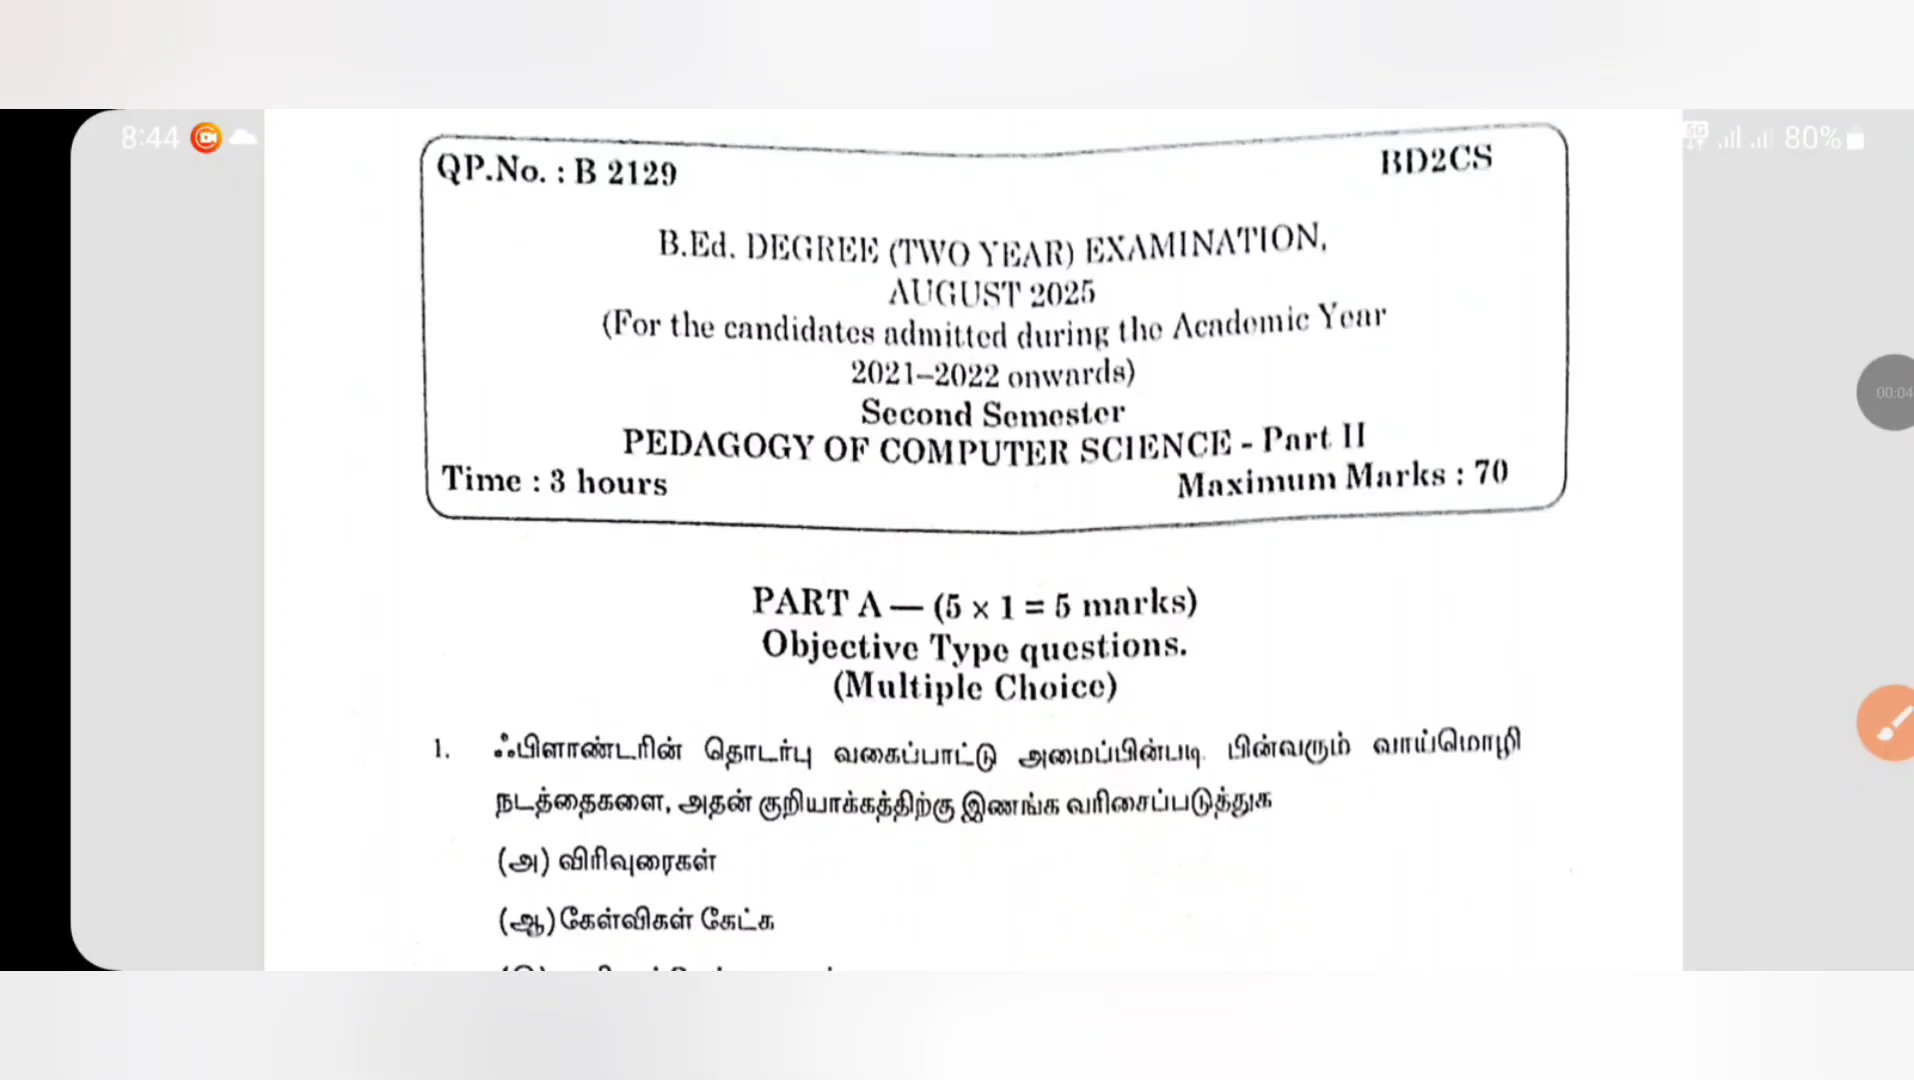 8:44
5G
80%
QP.No. : B 2129
BD2CS
B.Ed. DEGREE (TWO YEAR) EXAMINATION,
AUGUST 2025
(For the candidates admitted during the Academic Year
2021–2022 onwards)
Second Semester
PEDAGOGY OF COMPUTER SCIENCE - Part II
Time : 3 hours
Maximum Marks : 70
00:04
PART A — (5 × 1 = 5 marks)
Objective Type questions.
(Multiple Choice)
1. ஃபிளாண்டரின் தொடர்பு வகைப்பாட்டு அமைப்பின்படி பின்வரும் வாய்மொழி
நடத்தைகளை, அதன் குறியாக்கத்திற்கு இணங்க வரிசைப்படுத்துக
(அ) விரிவுரைகள்
(ஆ) கேள்விகள் கேட்க